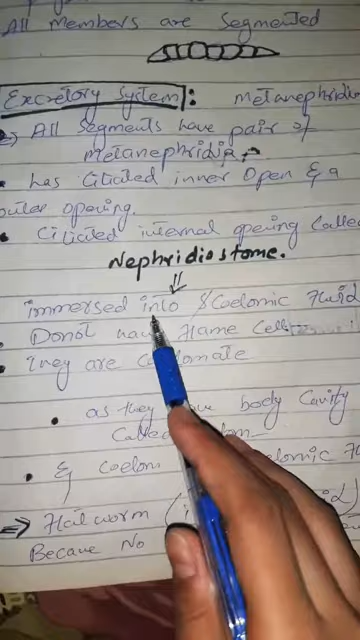 All Members are Segmented
Excretory System: Metanephridia
=> All Segments have pair of
Metanephridia.
• has Ciliated inner Open & a
outer opening.
• Ciliated internal opening Called
Nephridiostome.
immersed into Coelomic Fluid
• Donot have Flame Cells
• They are Coelomate
• as they have body Cavity
Called
• & Coelom Coelomic
=> Flat worm
Because No